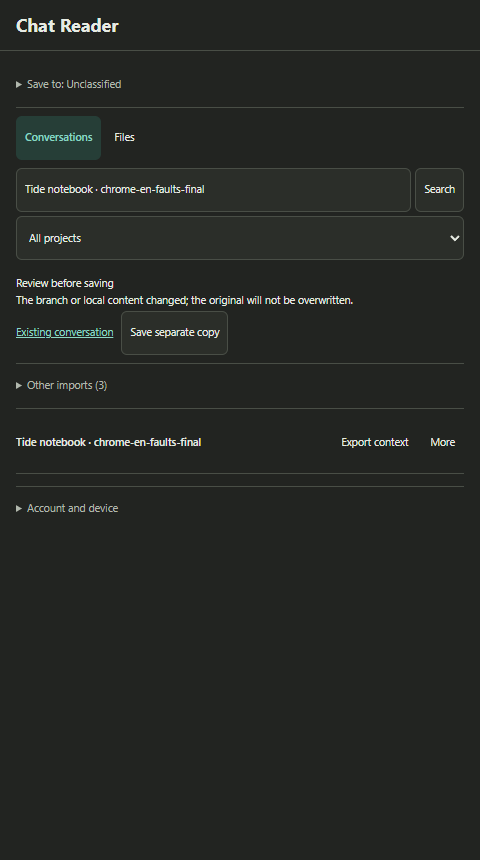 Chat Reader
Save to: Unclassified
Conversations Files
Tide notebook · chrome-en-faults-final Search
All projects
Review before saving
The branch or local content changed; the original will not be overwritten.
Existing conversation Save separate copy
Other imports (3)
Tide notebook · chrome-en-faults-final Export context More
Account and device